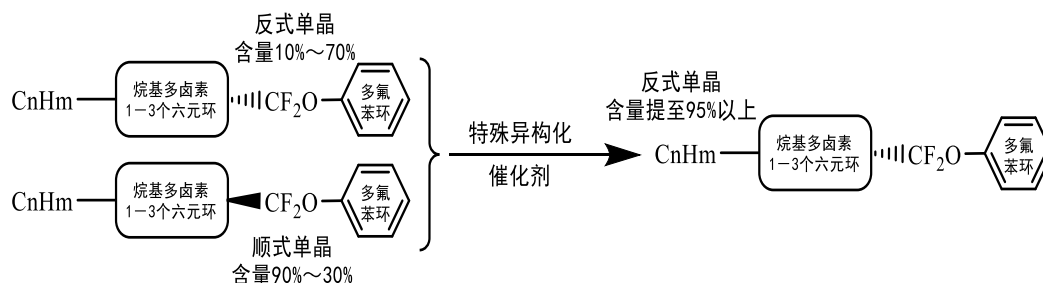 反式单晶
含量10%～70%
CnHm
烷基多卤素
1－3个六元环
CF2O
多氟
苯环
CnHm
烷基多卤素
1－3个六元环
CF2O
多氟
苯环
顺式单晶
含量90%～30%
特殊异构化
催化剂
反式单晶
含量提至95%以上
CnHm
烷基多卤素
1－3个六元环
CF2O
多氟
苯环